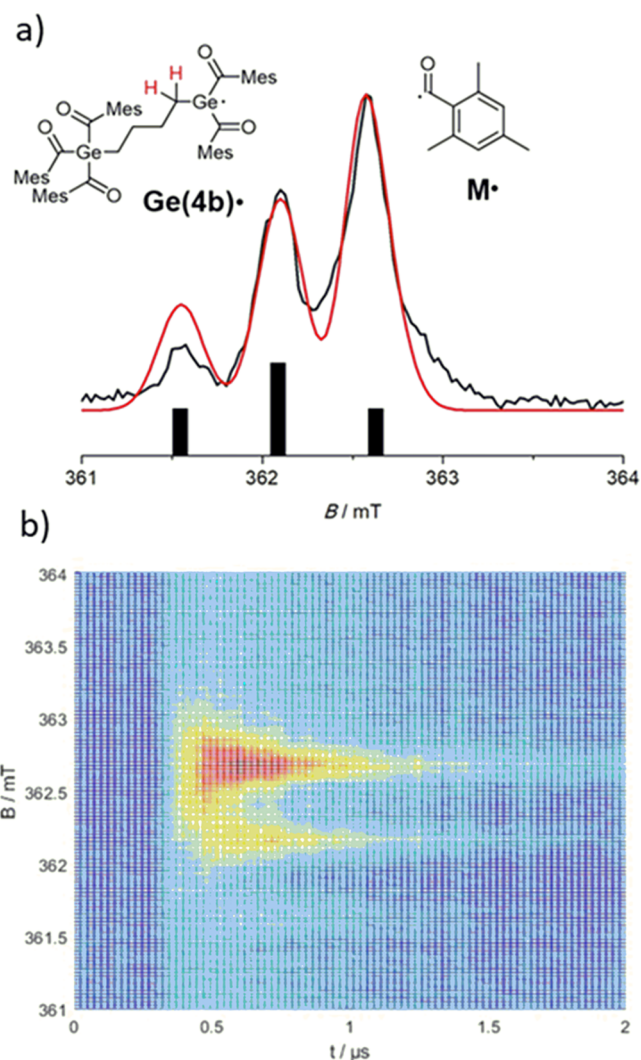 a)
H
H
O
Mes
Ge•
O
Mes
O
Mes
O
Ge
Mes
Mes
O
Ge(4b)•
O
•
M•
361
362
363
364
B / mT
b)
364
363.5
363
362.5
362
361.5
361
B / mT
0
0.5
1
1.5
2
t / µs